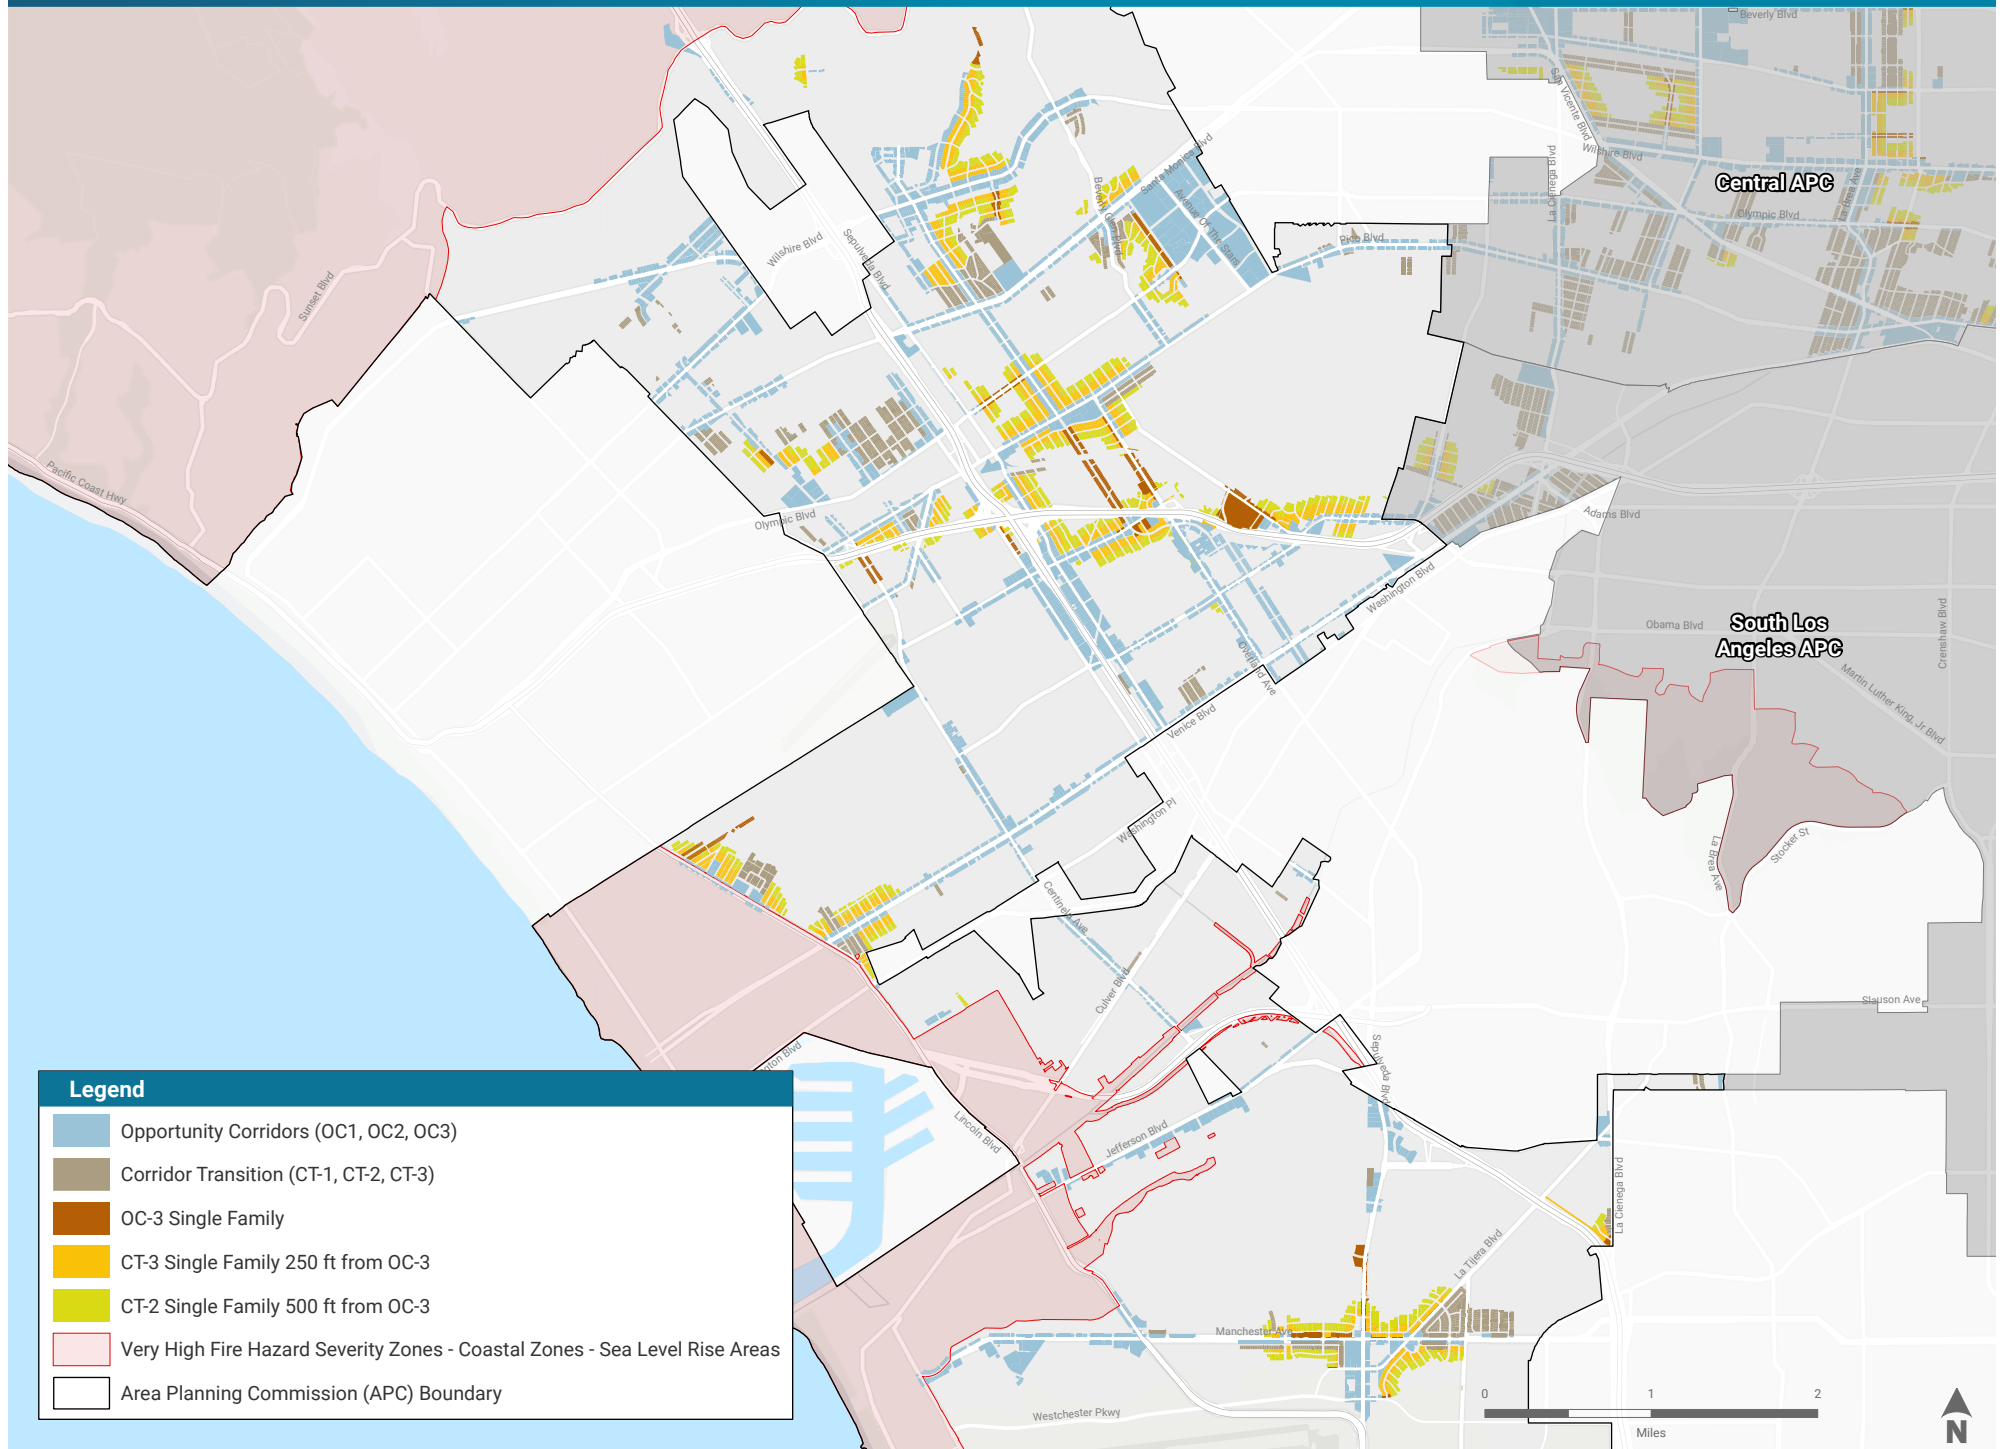 Beverly Blvd
San Vicente Blvd
Wilshire Blvd
La Cienega Blvd
Central APC
La Brea Ave
Olympic Blvd
Santa Monica Blvd
Beverly Glen Blvd
Avenue Of The Stars
Pico Blvd
Wilshire Blvd
Sepulveda Blvd
Sunset Blvd
Pacific Coast Hwy
Olympic Blvd
Adams Blvd
Washington Blvd
Obama Blvd
South Los
Angeles APC
Crenshaw Blvd
Martin Luther King, Jr Blvd
Overland Ave
Venice Blvd
Washington Pl
La Brea Ave
Stocker St
Centinela Ave
Culver Blvd
Slauson Ave
Sepulveda Blvd
ngton Blvd
Lincoln Blvd
Jefferson Blvd
La Cienega Blvd
La Tijera Blvd
Manchester Ave
Westchester Pkwy
Legend
Opportunity Corridors (OC1, OC2, OC3)
Corridor Transition (CT-1, CT-2, CT-3)
OC-3 Single Family
CT-3 Single Family 250 ft from OC-3
CT-2 Single Family 500 ft from OC-3
Very High Fire Hazard Severity Zones - Coastal Zones - Sea Level Rise Areas
Area Planning Commission (APC) Boundary
0 1 2
Miles
N